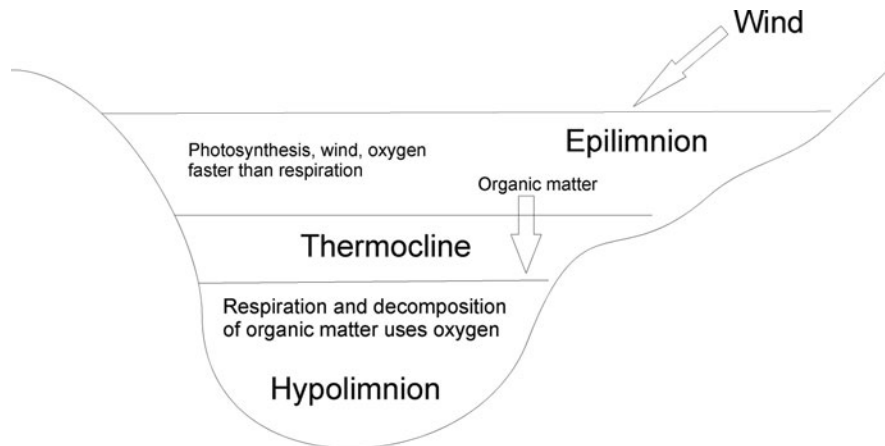 Wind
Epilimnion
Photosynthesis, wind, oxygen
faster than respiration
Organic matter
Thermocline
Respiration and decomposition
of organic matter uses oxygen
Hypolimnion